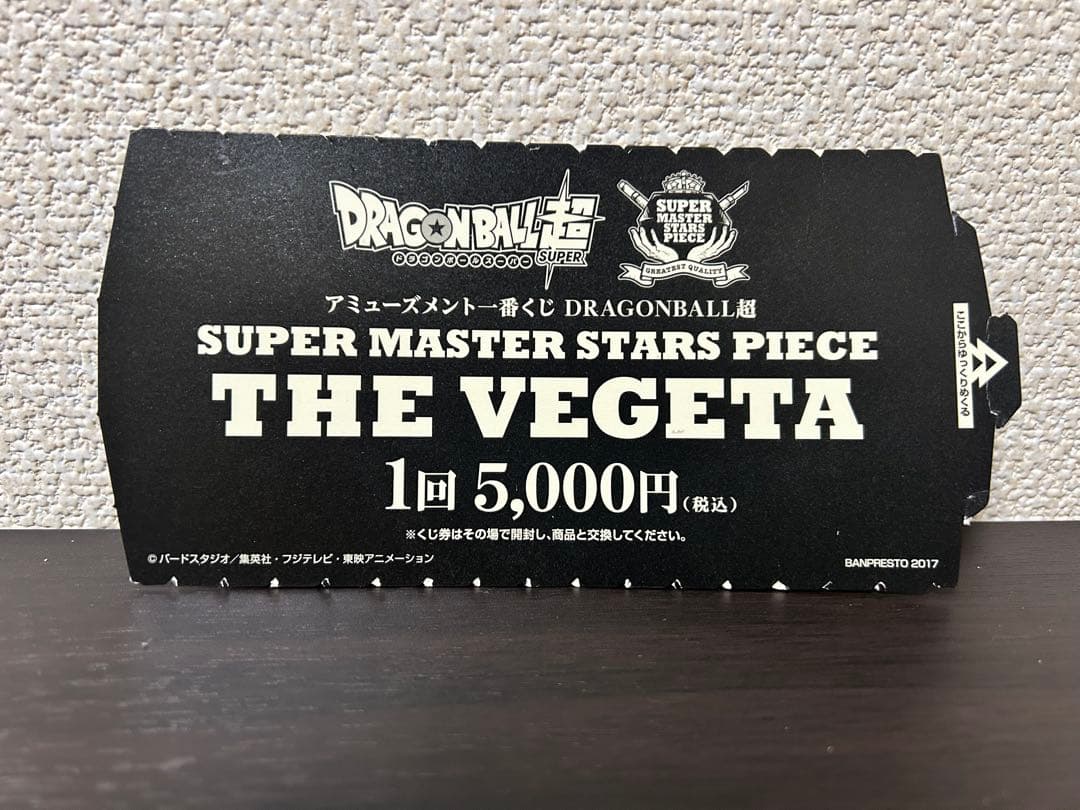 DRAGONBALL超
SUPER
ドラゴンボールスーパー
SUPER
MASTER
STARS
PIECE
GREATEST QUALITY
アミューズメント一番くじ DRAGONBALL超
SUPER MASTER STARS PIECE
THE VEGETA
1回 5,000円(税込)
※くじ券はその場で開封し、商品と交換してください。
©バードスタジオ/集英社・フジテレビ・東映アニメーション
BANPRESTO 2017
ここからゆっくりめくる